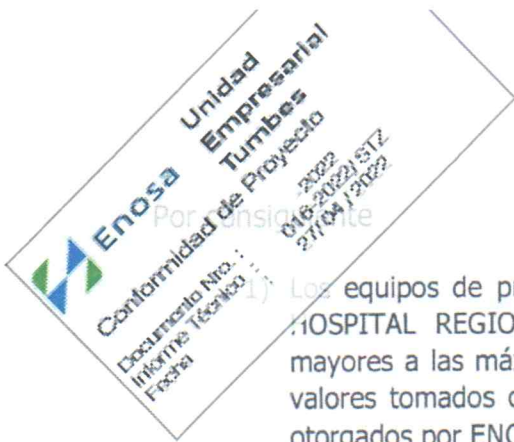 Enosa
Unidad
Empresarial
Tumbes
Conformidad de Proyecto
Documento Nro. : -2022
Informe Técnico : 016-2022/STZ
Fecha : 27/04/2022
Por consiguiente
1) Los equipos de pr
HOSPITAL REGIO
mayores a las má
valores tomados d
otorgados por ENO